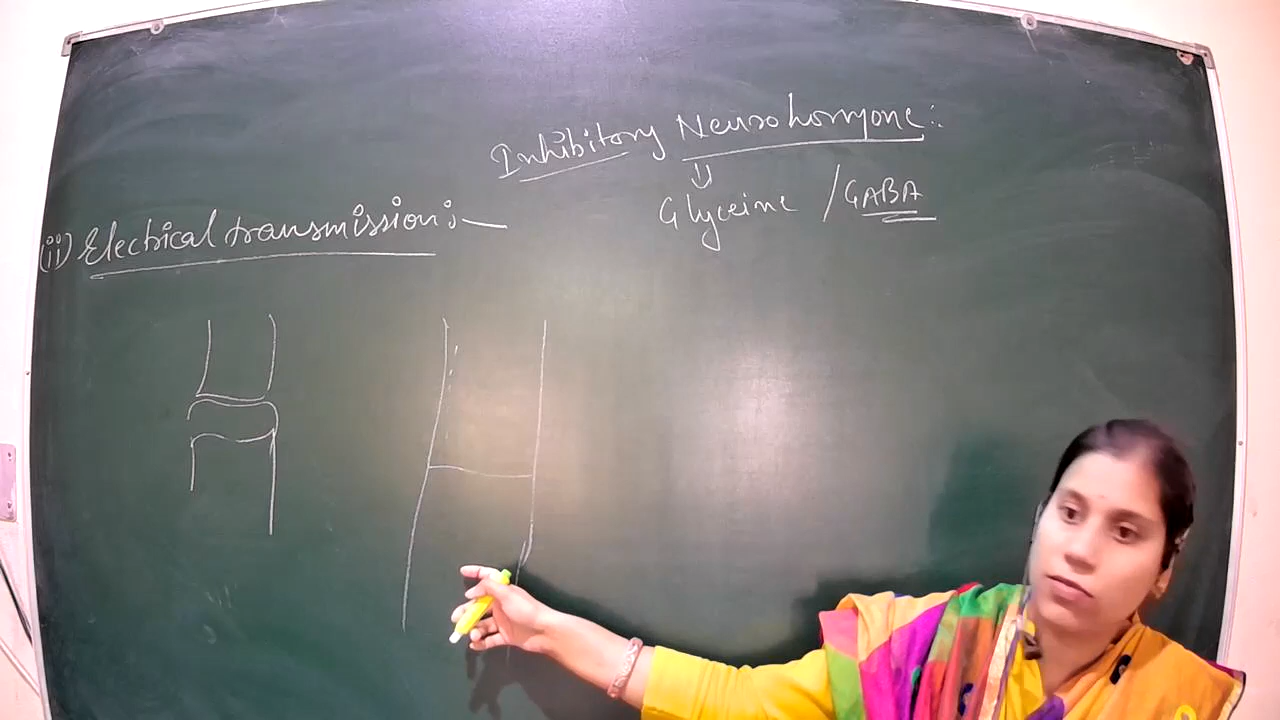 Inhibitory Neurohormone:
⇓
Glyceine / GABA
(ii) Electrical transmission:—